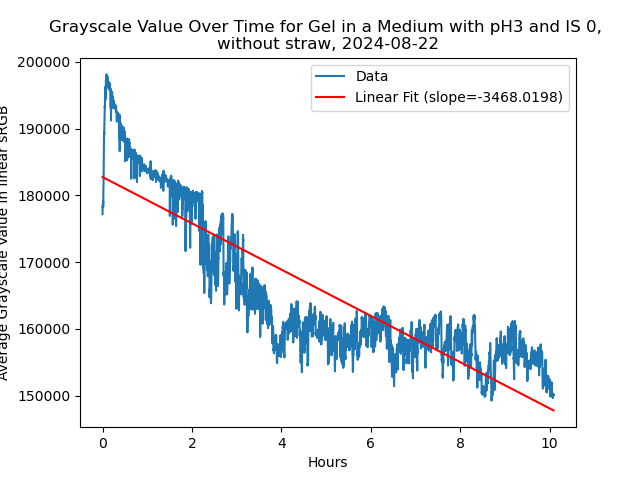 Grayscale Value Over Time for Gel in a Medium with pH3 and IS 0,
without straw, 2024-08-22
Data
Linear Fit (slope=-3468.0198)
200000
190000
180000
170000
160000
150000
Average Grayscale Value in linear sRGB
0 2 4 6 8 10
Hours